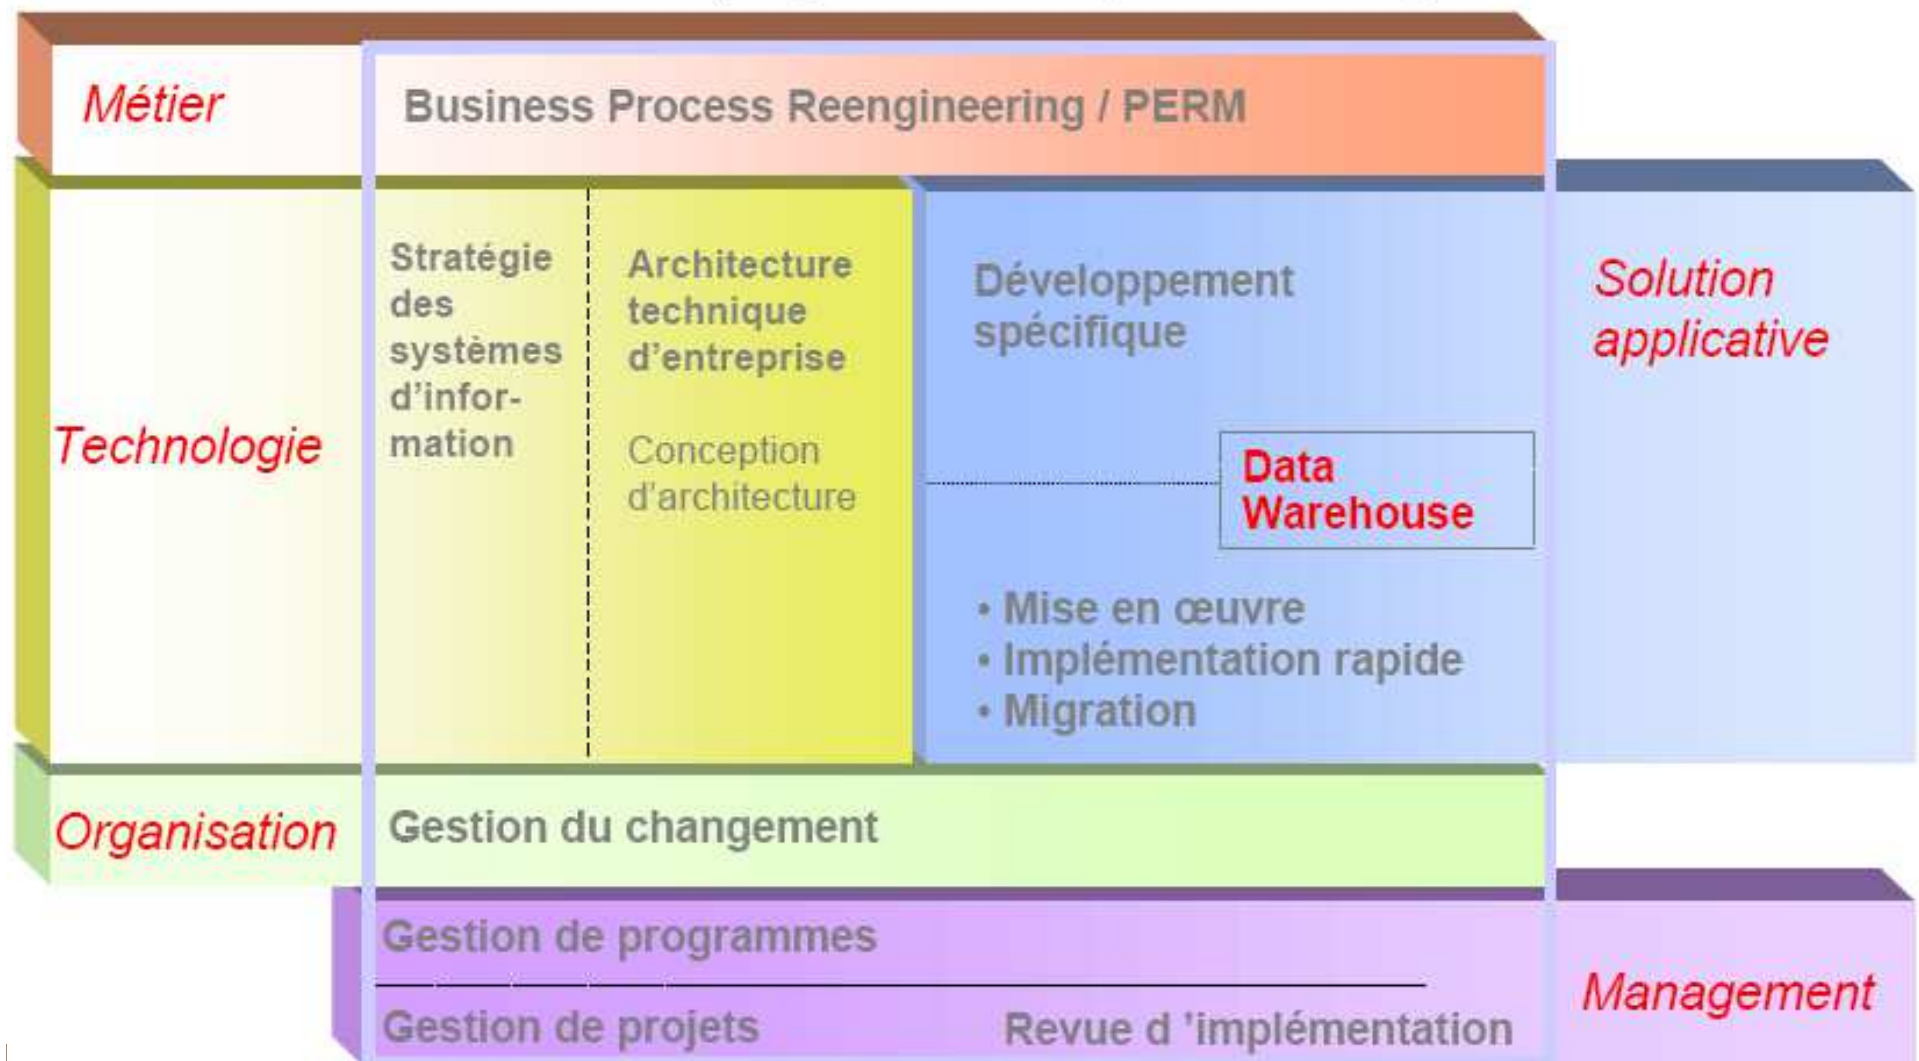 Métier
Business Process Reengineering / PERM
Stratégie
des
systèmes
d'infor-
mation
Architecture
technique
d'entreprise
Conception
d'architecture
Développement
spécifique
Solution
applicative
Technologie
Data
Warehouse
• Mise en œuvre
• Implémentation rapide
• Migration
Organisation
Gestion du changement
Gestion de programmes
Management
Gestion de projets
Revue d 'implémentation